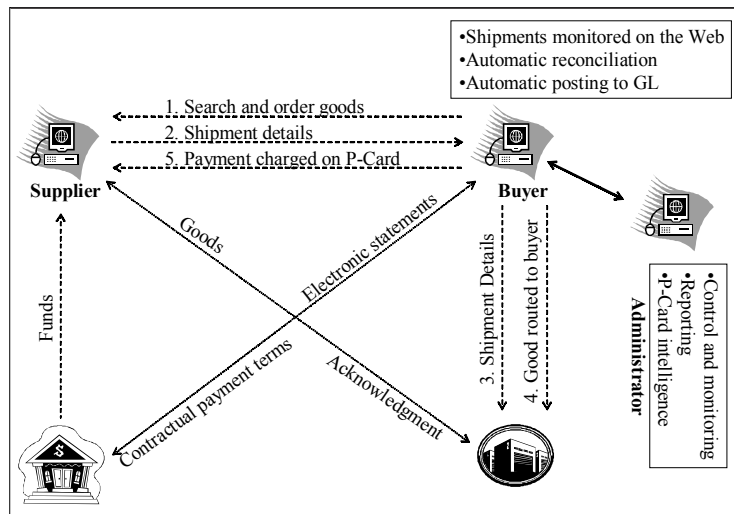 •Shipments monitored on the Web
•Automatic reconciliation
•Automatic posting to GL
1. Search and order goods
2. Shipment details
5. Payment charged on P-Card
Supplier
Buyer
Goods
Electronic statements
Funds
Contractual payment terms
Acknowledgment
3. Shipment Details
4. Good routed to buyer
•Control and monitoring
•Reporting
•P-Card intelligence
Administrator
$